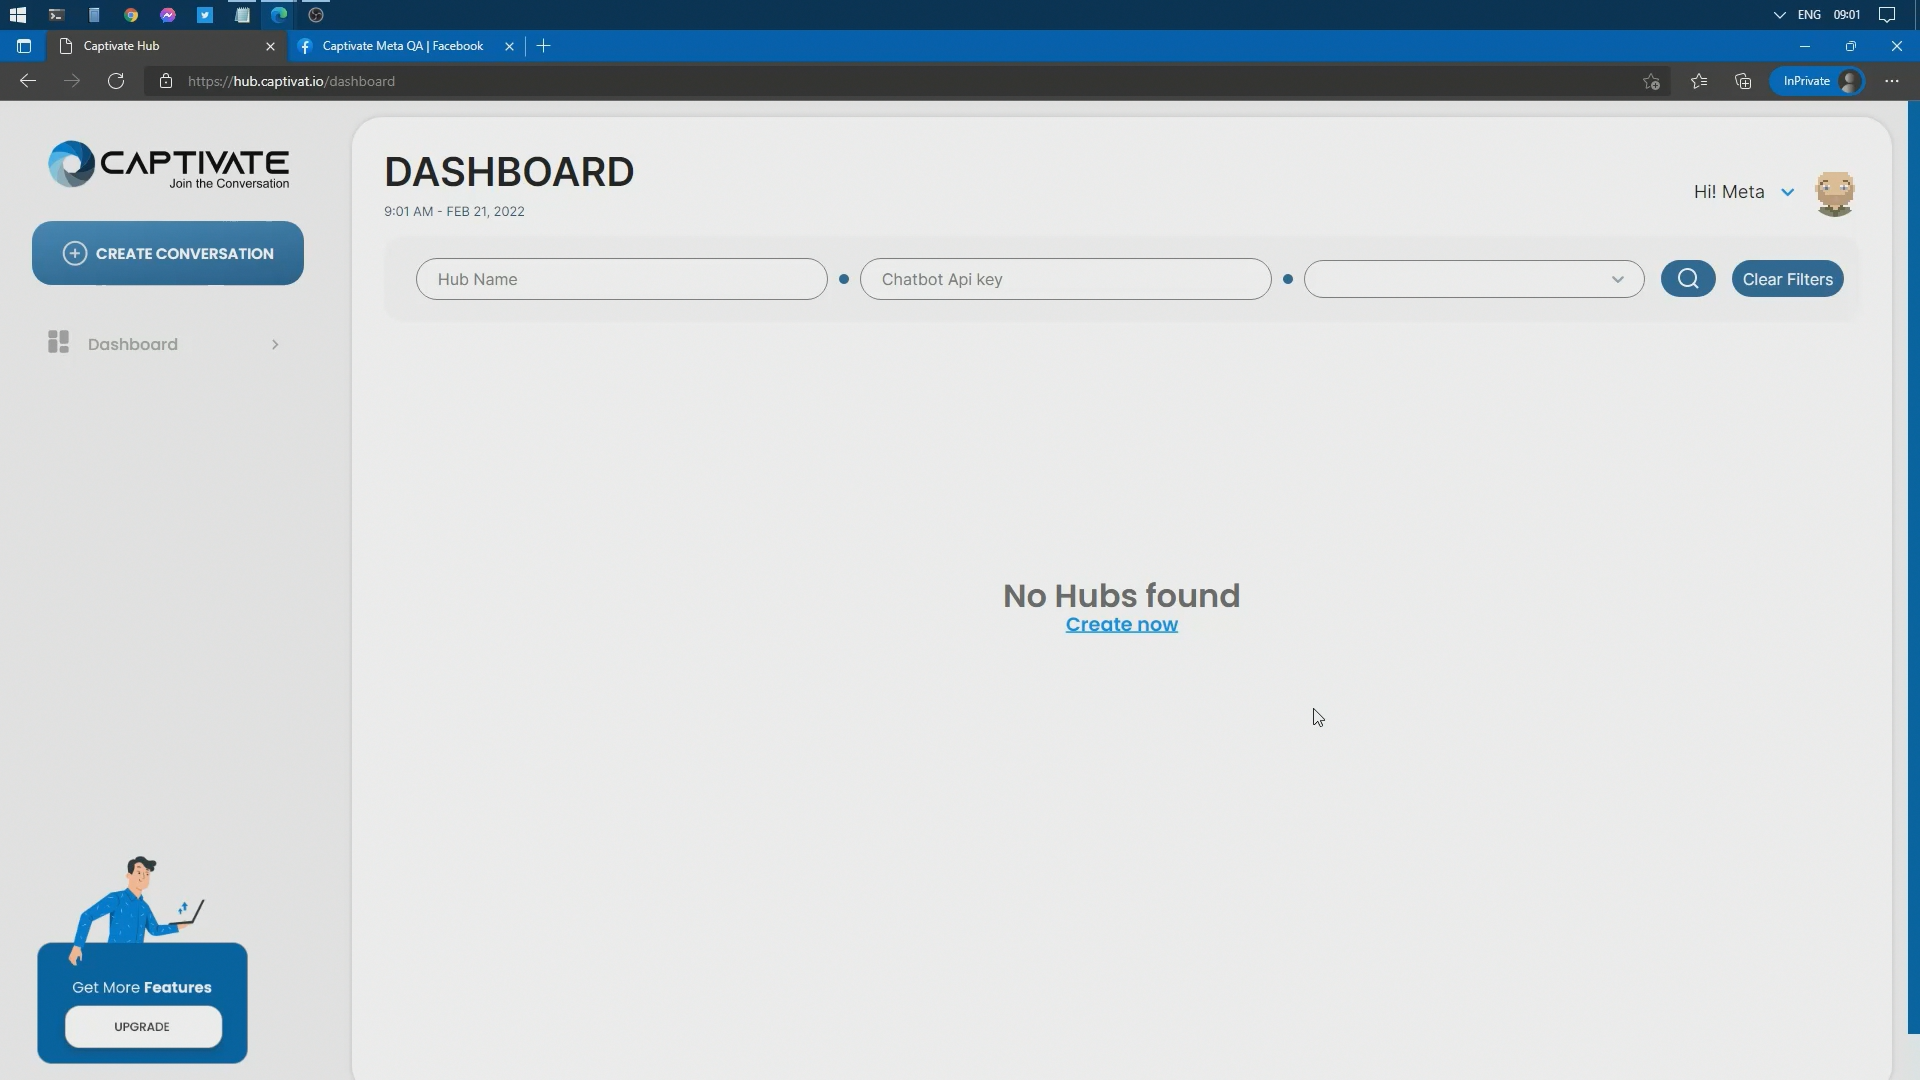 ENG 09:01
Captivate Hub
Captivate Meta QA | Facebook
https://hub.captivat.io/dashboard
InPrivate
CAPTIVATE
Join the Conversation
CREATE CONVERSATION
Dashboard
Get More Features
UPGRADE
DASHBOARD
9:01 AM - FEB 21, 2022
Hi! Meta
Hub Name
Chatbot Api key
Clear Filters
No Hubs found
Create now